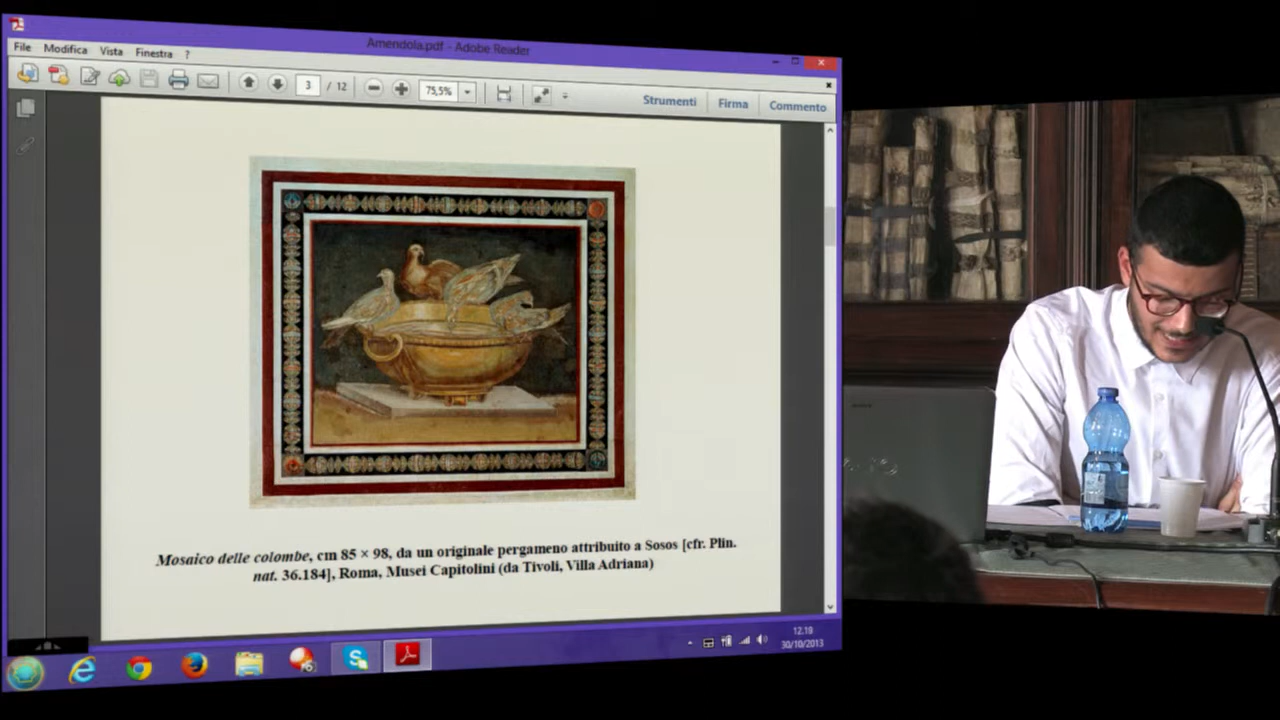 Amendola.pdf - Adobe Reader
File Modifica Vista Finestra ?
3 / 12 75,5% Strumenti Firma Commento
Mosaico delle colombe, cm 85 × 98, da un originale pergameno attribuito a Sosos [cfr. Plin.
nat. 36.184], Roma, Musei Capitolini (da Tivoli, Villa Adriana)
12.19
30/10/2013